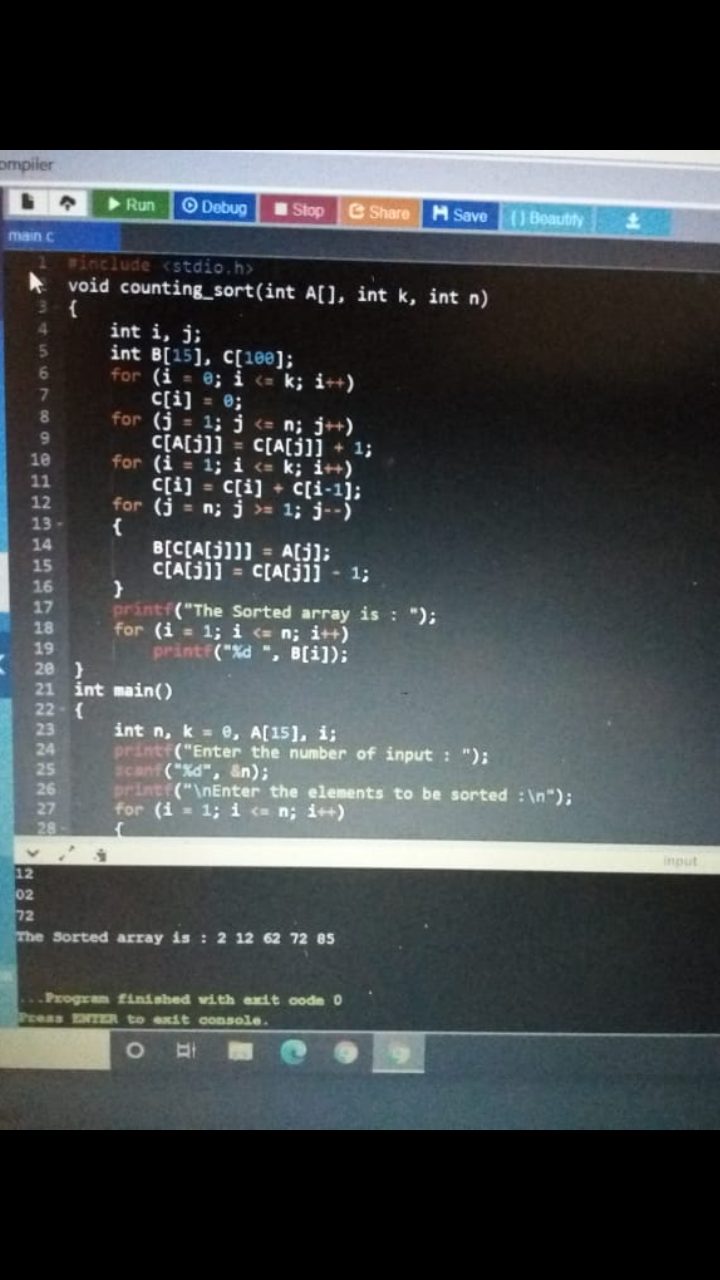 ompiler
Run Debug Stop Share Save {} Beautify
main.c
1 #include <stdio.h>
2 void counting_sort(int A[], int k, int n)
3 {
4 int i, j;
5 int B[15], C[100];
6 for (i = 0; i <= k; i++)
7 C[i] = 0;
8 for (j = 1; j <= n; j++)
9 C[A[j]] = C[A[j]] + 1;
10 for (i = 1; i <= k; i++)
11 C[i] = C[i] + C[i-1];
12 for (j = n; j >= 1; j--)
13 {
14 B[C[A[j]]] = A[j];
15 C[A[j]] = C[A[j]] - 1;
16 }
17 printf("The Sorted array is : ");
18 for (i = 1; i <= n; i++)
19 printf("%d ", B[i]);
20 }
21 int main()
22 {
23 int n, k = 0, A[15], i;
24 printf("Enter the number of input : ");
25 scanf("%d", &n);
26 printf("\nEnter the elements to be sorted :\n");
27 for (i = 1; i <= n; i++)
28 {
input
12
02
72
The Sorted array is : 2 12 62 72 85
...Program finished with exit code 0
Press ENTER to exit console.